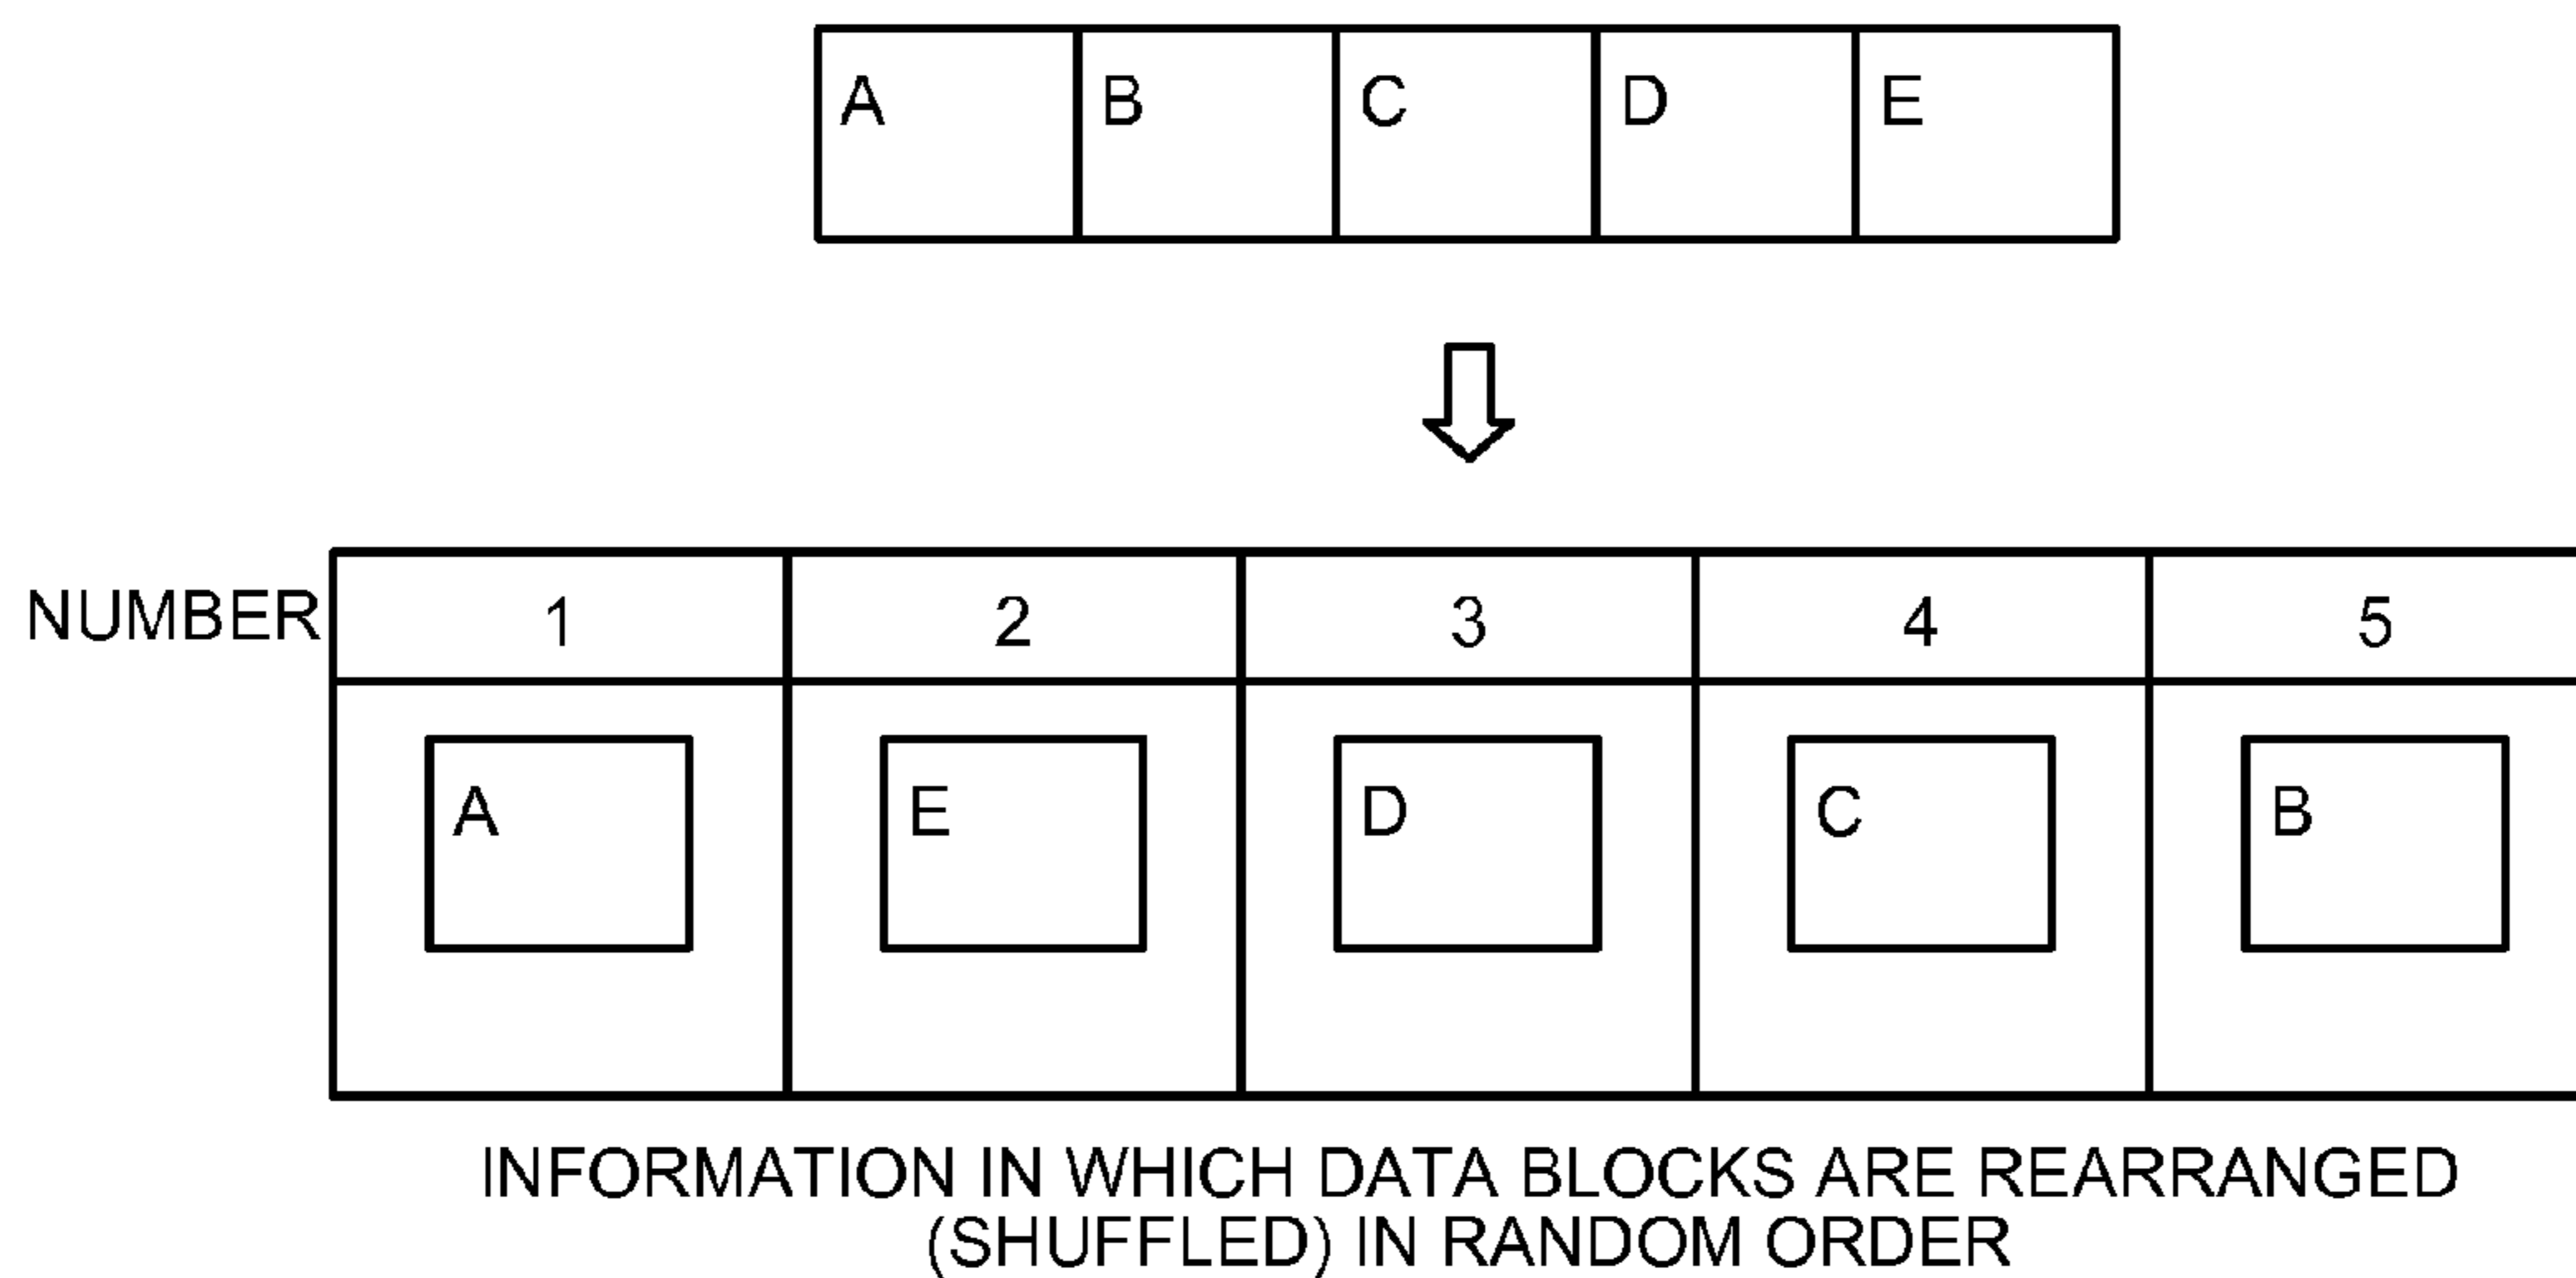 A B C D E
NUMBER 1 2 3 4 5
A E D C B
INFORMATION IN WHICH DATA BLOCKS ARE REARRANGED
(SHUFFLED) IN RANDOM ORDER